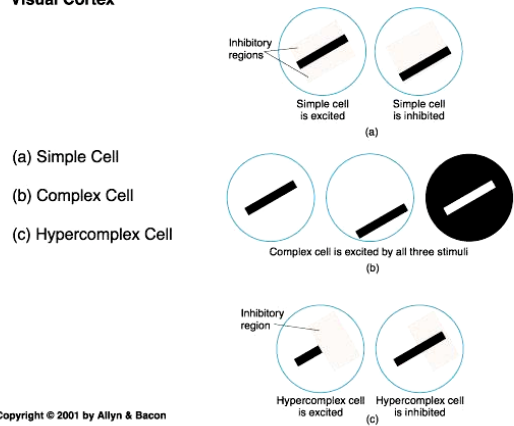 Visual Cortex
Inhibitory
regions
Simple cell
is excited
Simple cell
is inhibited
(a)
(a) Simple Cell
(b) Complex Cell
(c) Hypercomplex Cell
Complex cell is excited by all three stimuli
(b)
Inhibitory
region
Hypercomplex cell
is excited
Hypercomplex cell
is inhibited
(c)
Copyright © 2001 by Allyn & Bacon